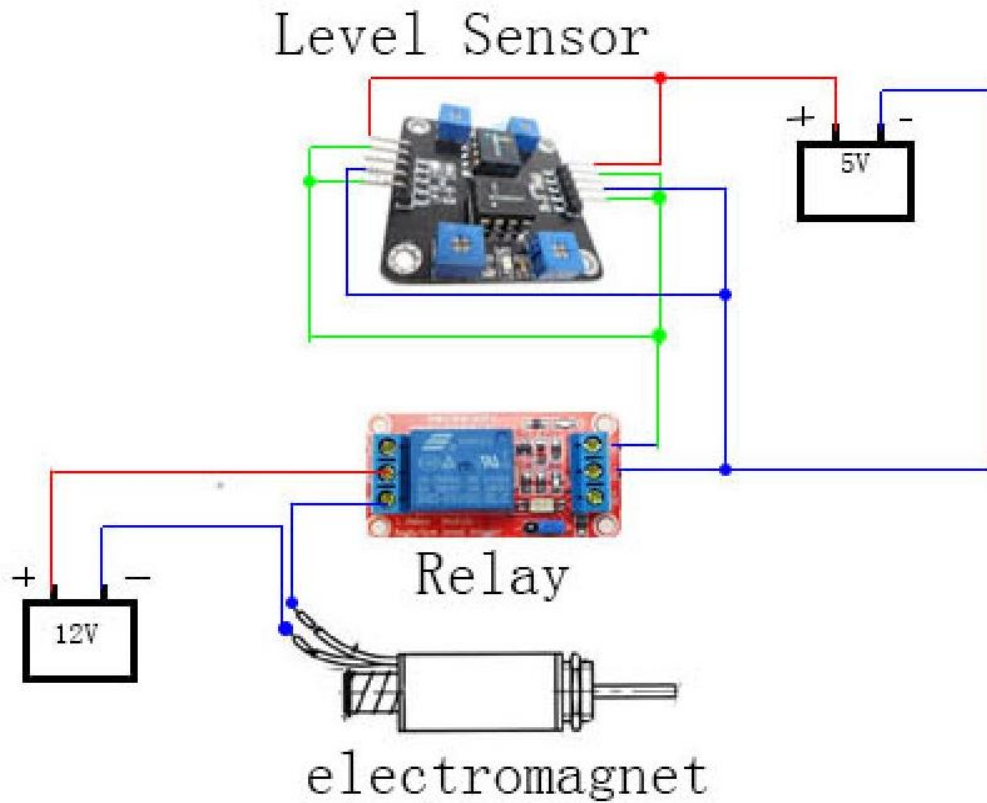 Level Sensor
+
-
5V
Relay
+
—
12V
electromagnet